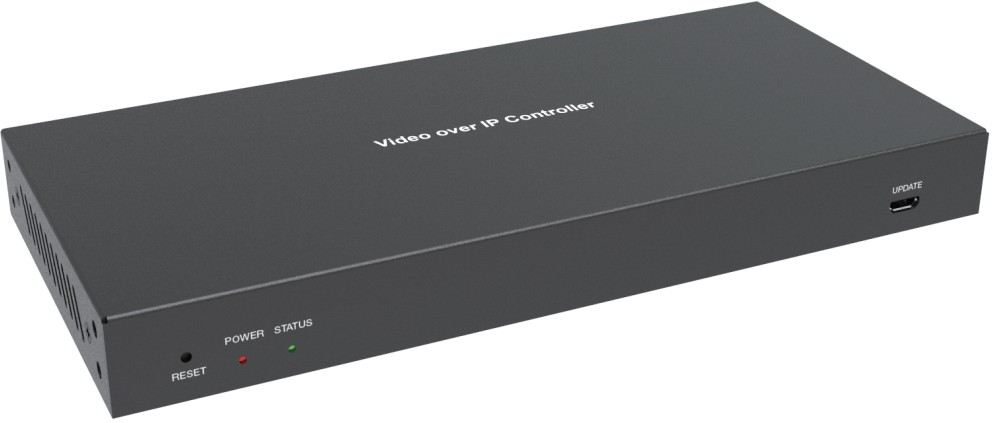 Video over IP Controller
UPDATE
POWER STATUS
RESET